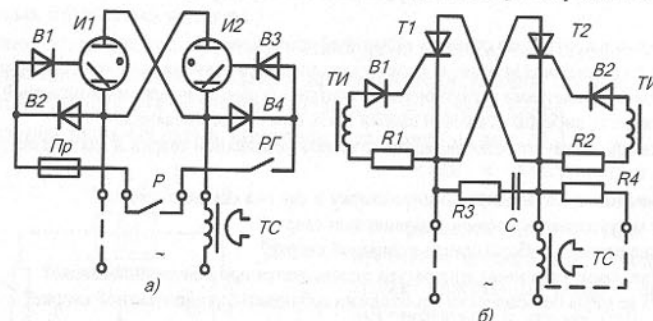 И1 И2 В1 В3
В2 В4
Пр Р РГ
ТС
~
а)
Т1 Т2
ТИ В1 В2 ТИ
R1 R2
R3 C R4
ТС
~
б)